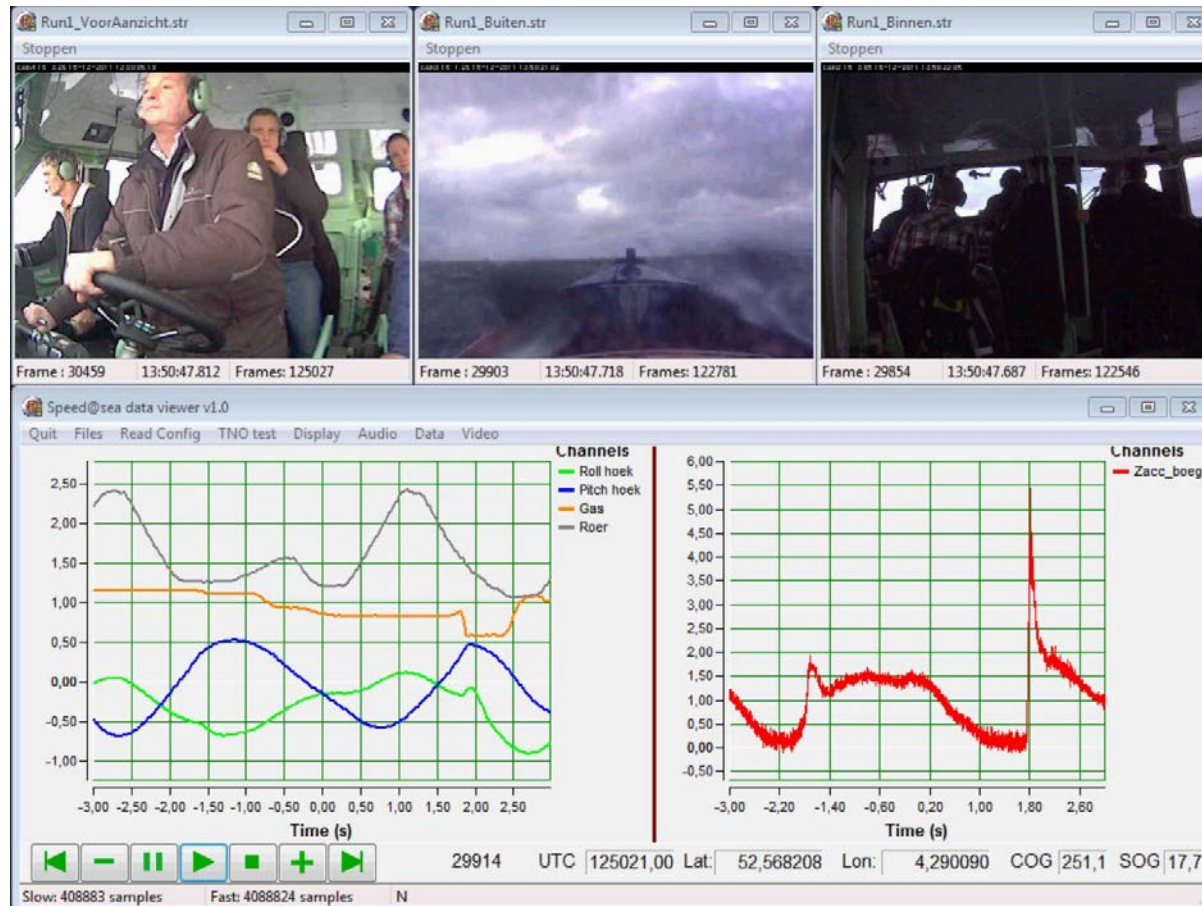 Run1_VoorAanzicht.str
Stoppen
Frame : 30459 13:50:47.812 Frames: 125027
Run1_Buiten.str
Stoppen
Frame : 29903 13:50:47.718 Frames: 122781
Run1_Binnen.str
Stoppen
Frame : 29854 13:50:47.687 Frames: 122546
Speed@sea data viewer v1.0
Quit Files Read Config TNO test Display Audio Data Video
Channels
Roll hoek
Pitch hoek
Gas
Roer
2,50
2,00
1,50
1,00
0,50
0,00
-0,50
-1,00
-3,00 -2,50 -2,00 -1,50 -1,00 -0,50 0,00 0,50 1,00 1,50 2,00 2,50
Time (s)
Channels
Zacc_boeg
6,00
5,50
5,00
4,50
4,00
3,50
3,00
2,50
2,00
1,50
1,00
0,50
0,00
-0,50
-3,00 -2,20 -1,40 -0,60 0,20 1,00 1,80 2,60
Time (s)
29914 UTC 125021,00 Lat: 52,568208 Lon: 4,290090 COG 251,1 SOG 17,7
Slow: 408883 samples Fast: 4088824 samples N